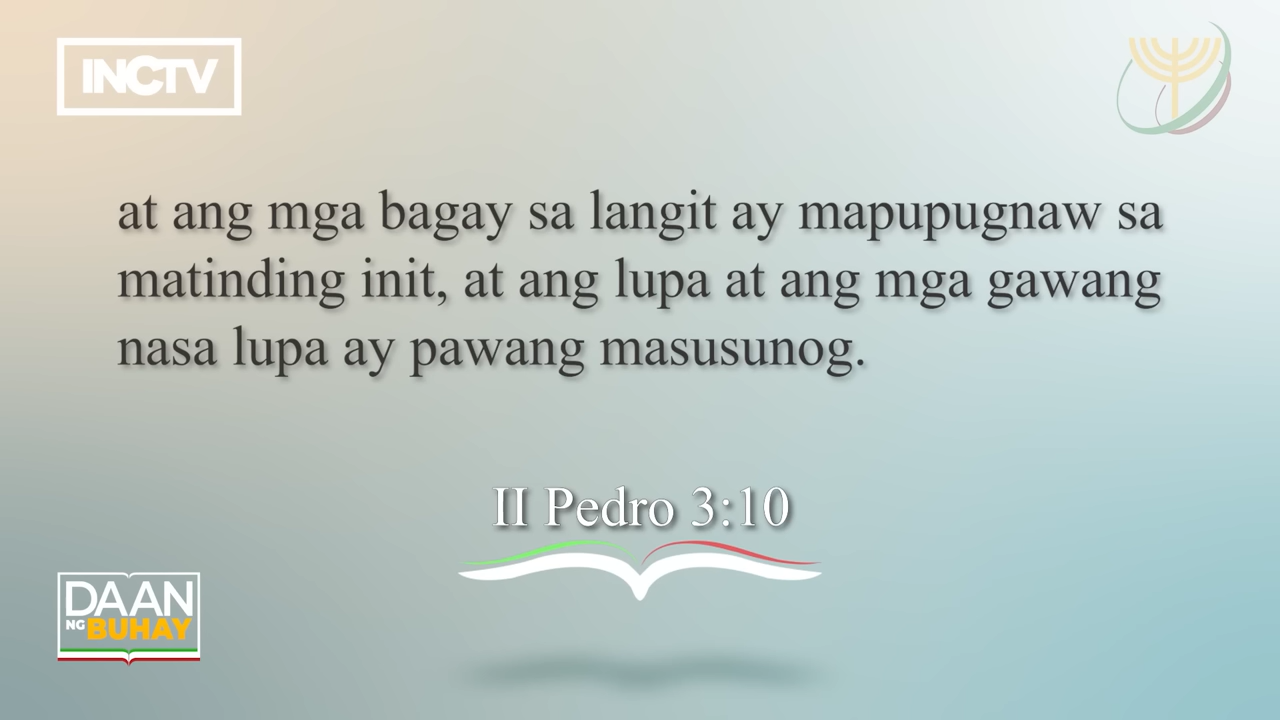 INCTV
at ang mga bagay sa langit ay mapupugnaw sa
matinding init, at ang lupa at ang mga gawang
nasa lupa ay pawang masusunog.
II Pedro 3:10
DAAN
NG BUHAY